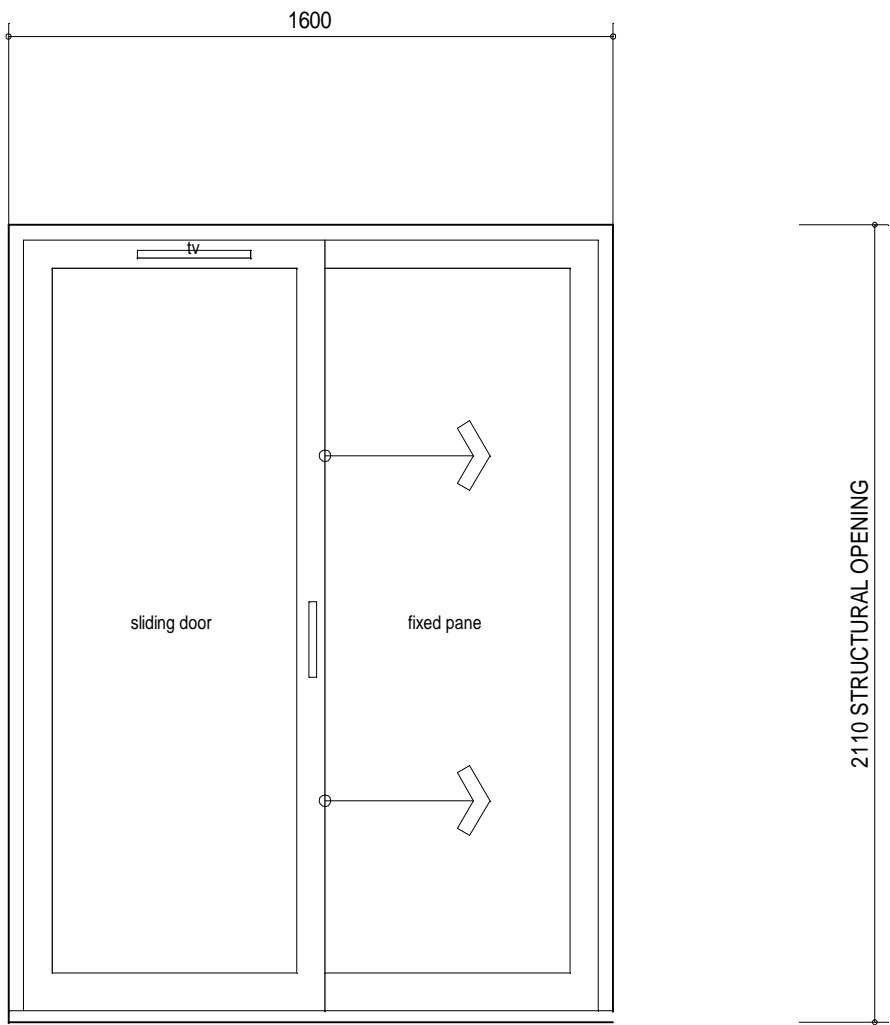 1600
tv
sliding door
fixed pane
2110 STRUCTURAL OPENING